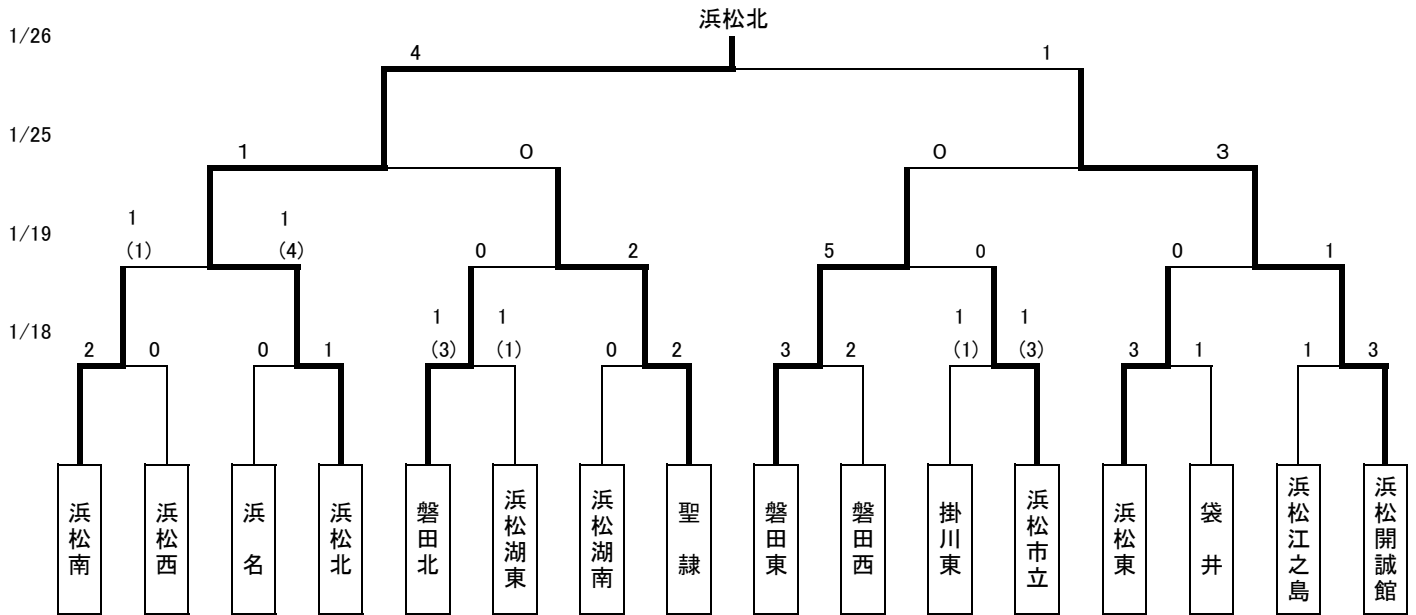 浜松北
1/26
4 1
1/25
1 0 0 3
1 1
1/19
(1) (4) 0 2 5 0 0 1
1 1 1 1
1/18
2 0 0 1 (3) (1) 0 2 3 2 (1) (3) 3 1 1 3
浜松南
浜松西
浜名
浜松北
磐田北
浜松湖東
浜松湖南
聖隷
磐田東
磐田西
掛川東
浜松市立
浜松東
袋井
浜松江之島
浜松開誠館